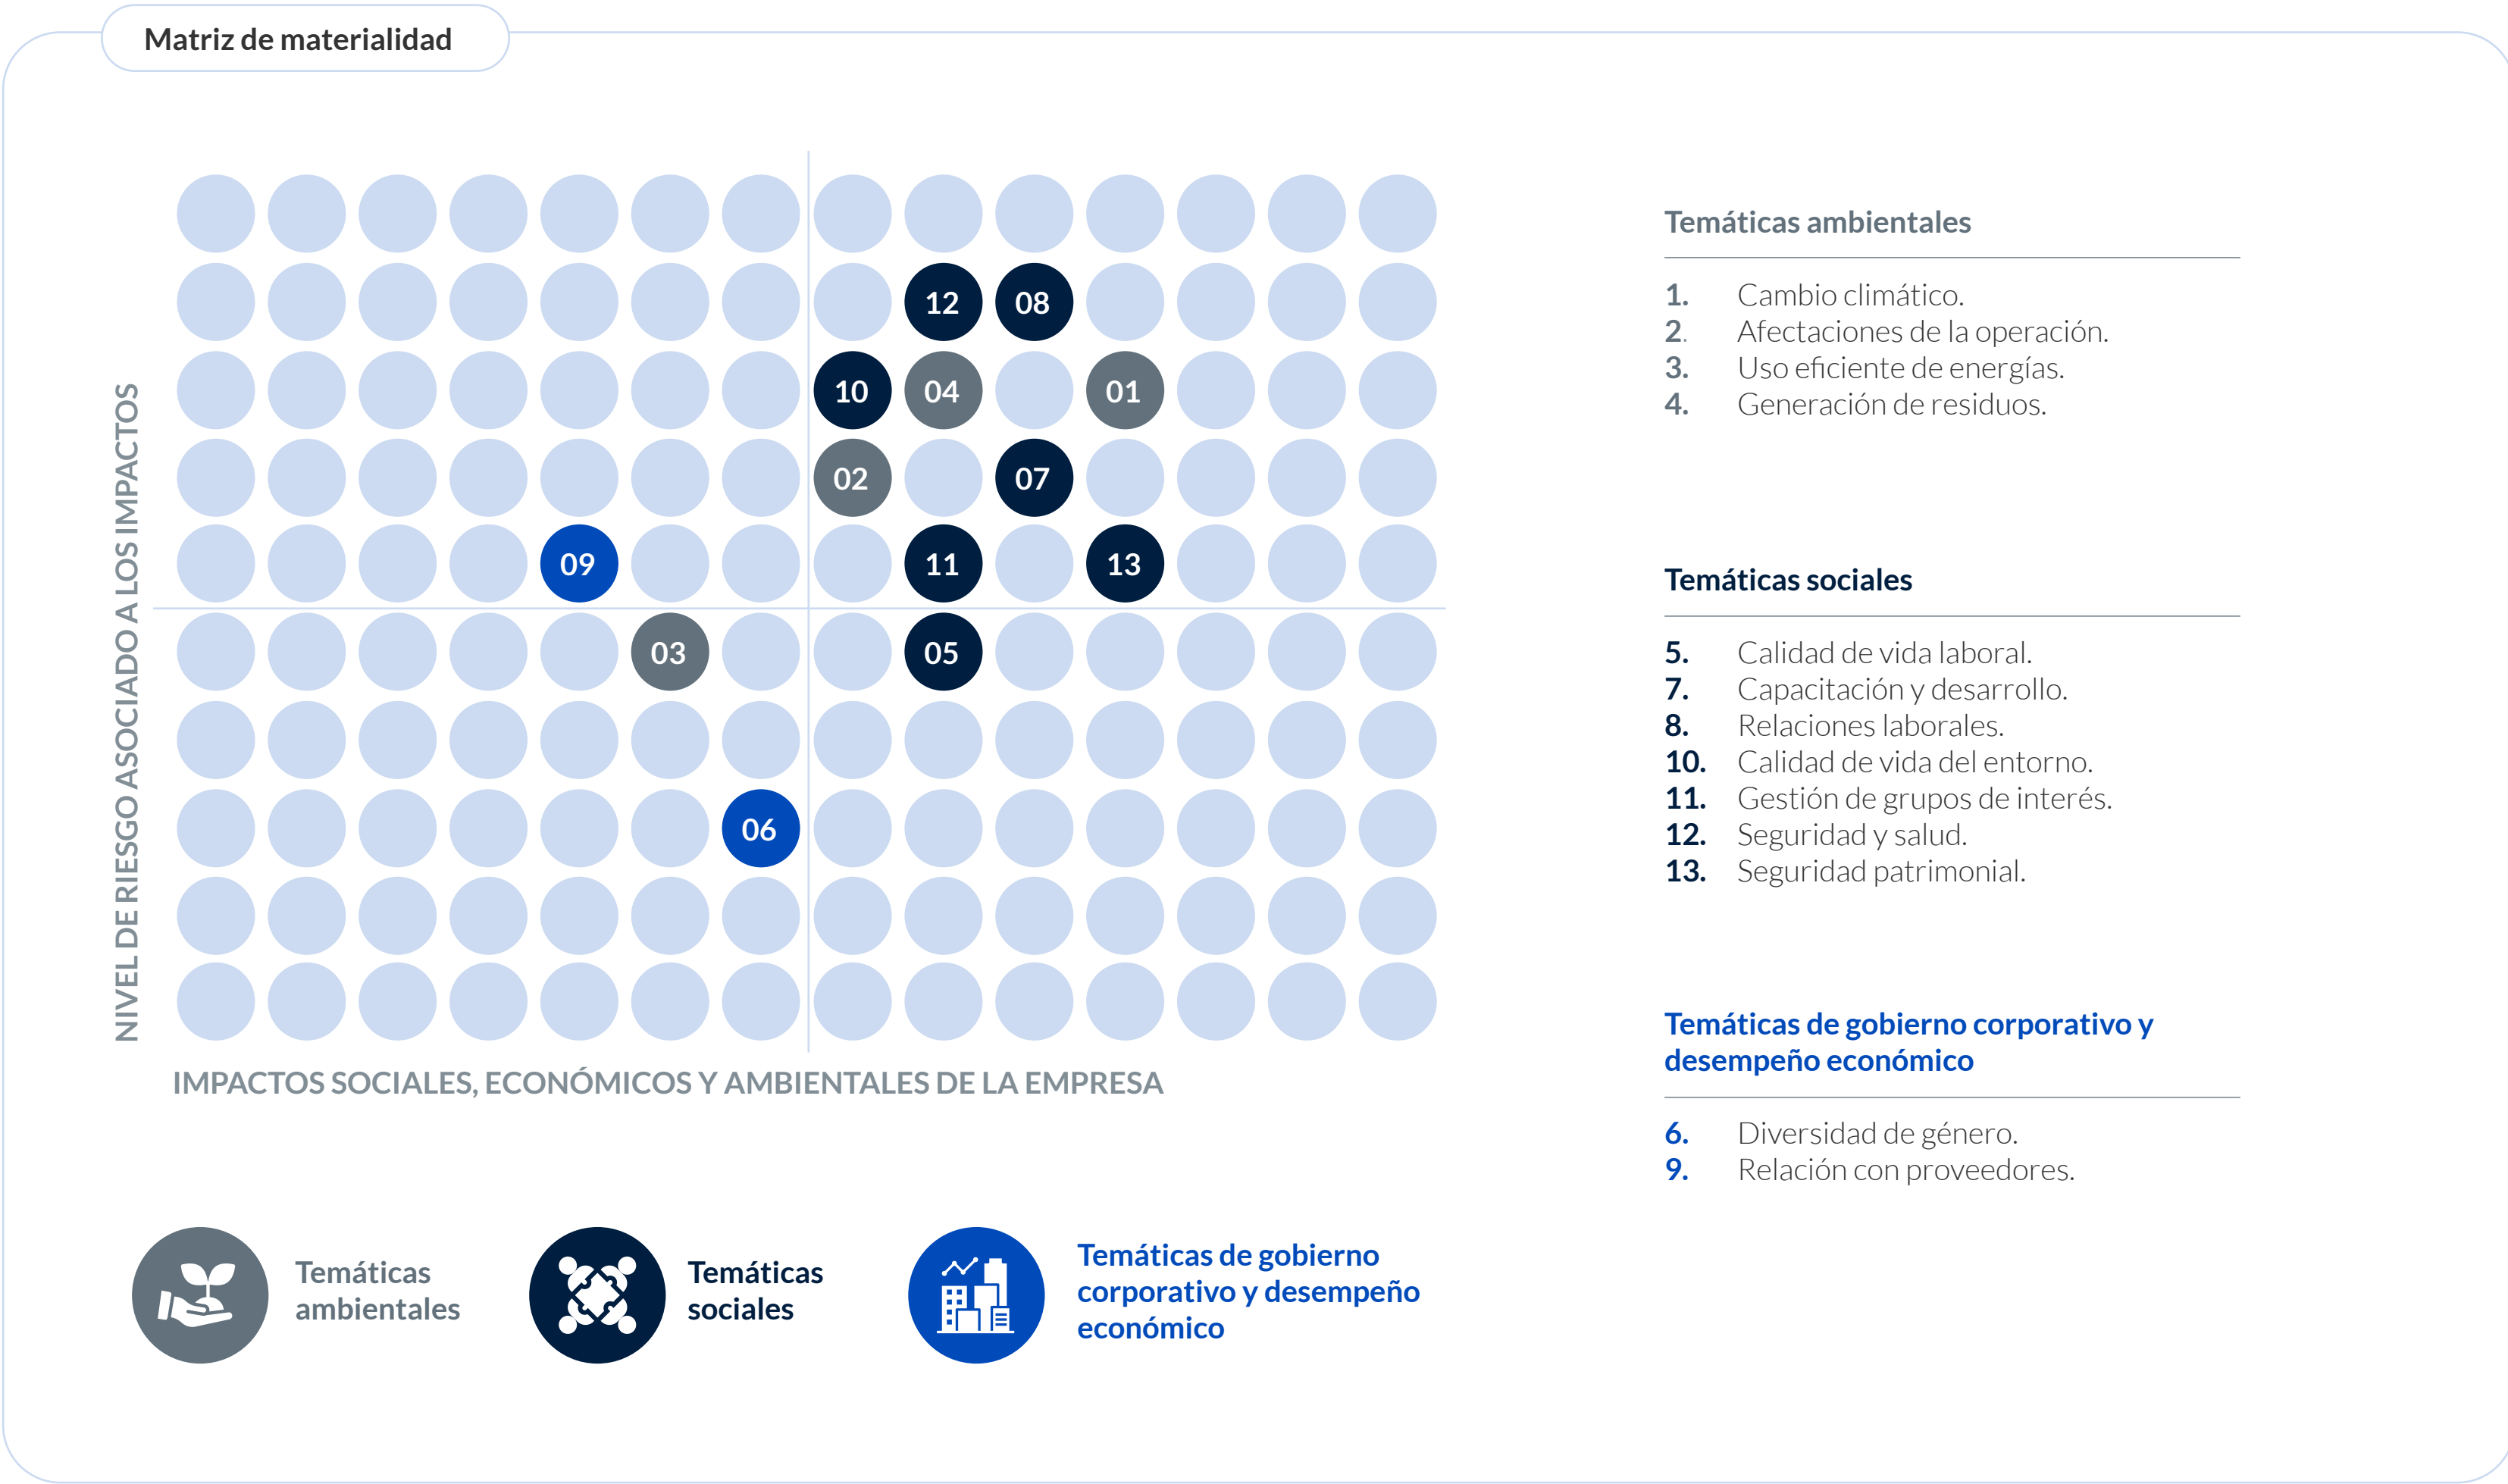 Matriz de materialidad
NIVEL DE RIESGO ASOCIADO A LOS IMPACTOS
12 08
10 04 01
02 07
09 11 13
03 05
06
IMPACTOS SOCIALES, ECONÓMICOS Y AMBIENTALES DE LA EMPRESA
Temáticas
ambientales
Temáticas
sociales
Temáticas de gobierno
corporativo y desempeño
económico
Temáticas ambientales
1. Cambio climático.
2. Afectaciones de la operación.
3. Uso eficiente de energías.
4. Generación de residuos.
Temáticas sociales
5. Calidad de vida laboral.
7. Capacitación y desarrollo.
8. Relaciones laborales.
10. Calidad de vida del entorno.
11. Gestión de grupos de interés.
12. Seguridad y salud.
13. Seguridad patrimonial.
Temáticas de gobierno corporativo y
desempeño económico
6. Diversidad de género.
9. Relación con proveedores.